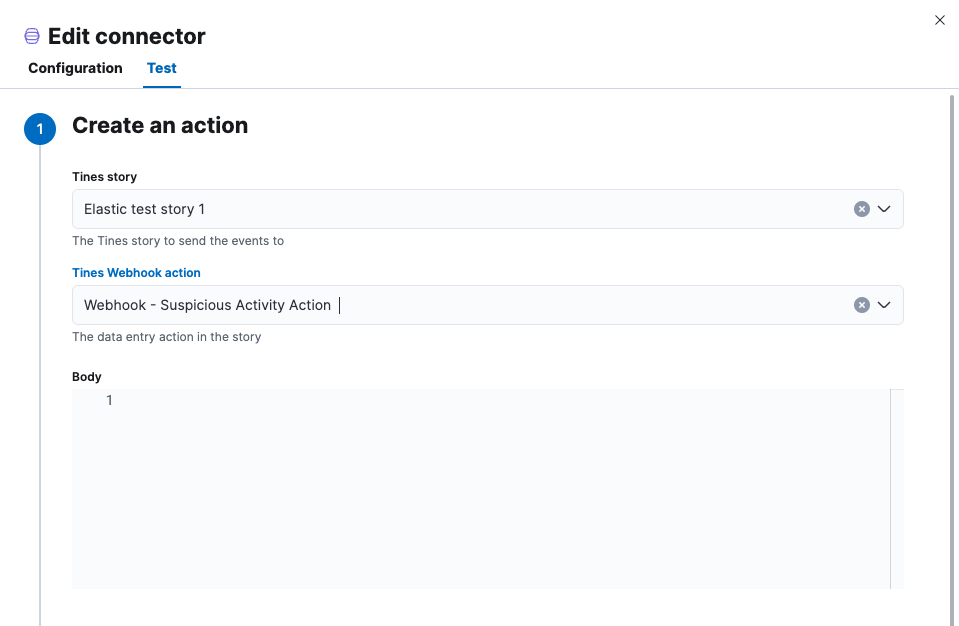 Edit connector
Configuration Test
1 Create an action
Tines story
Elastic test story 1
The Tines story to send the events to
Tines Webhook action
Webhook - Suspicious Activity Action
The data entry action in the story
Body
1